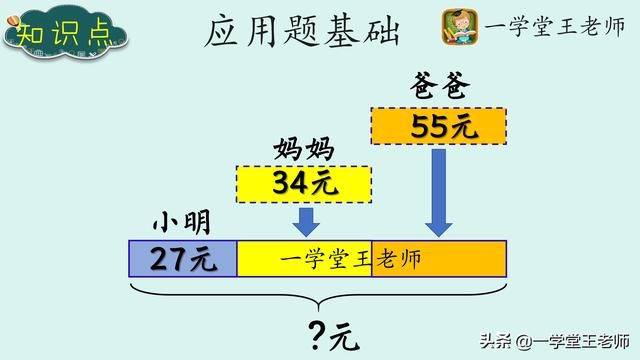 知识点
应用题基础
一学堂王老师
爸爸
55元
妈妈
34元
小明
27元
一学堂王老师
?元
头条 @一学堂王老师